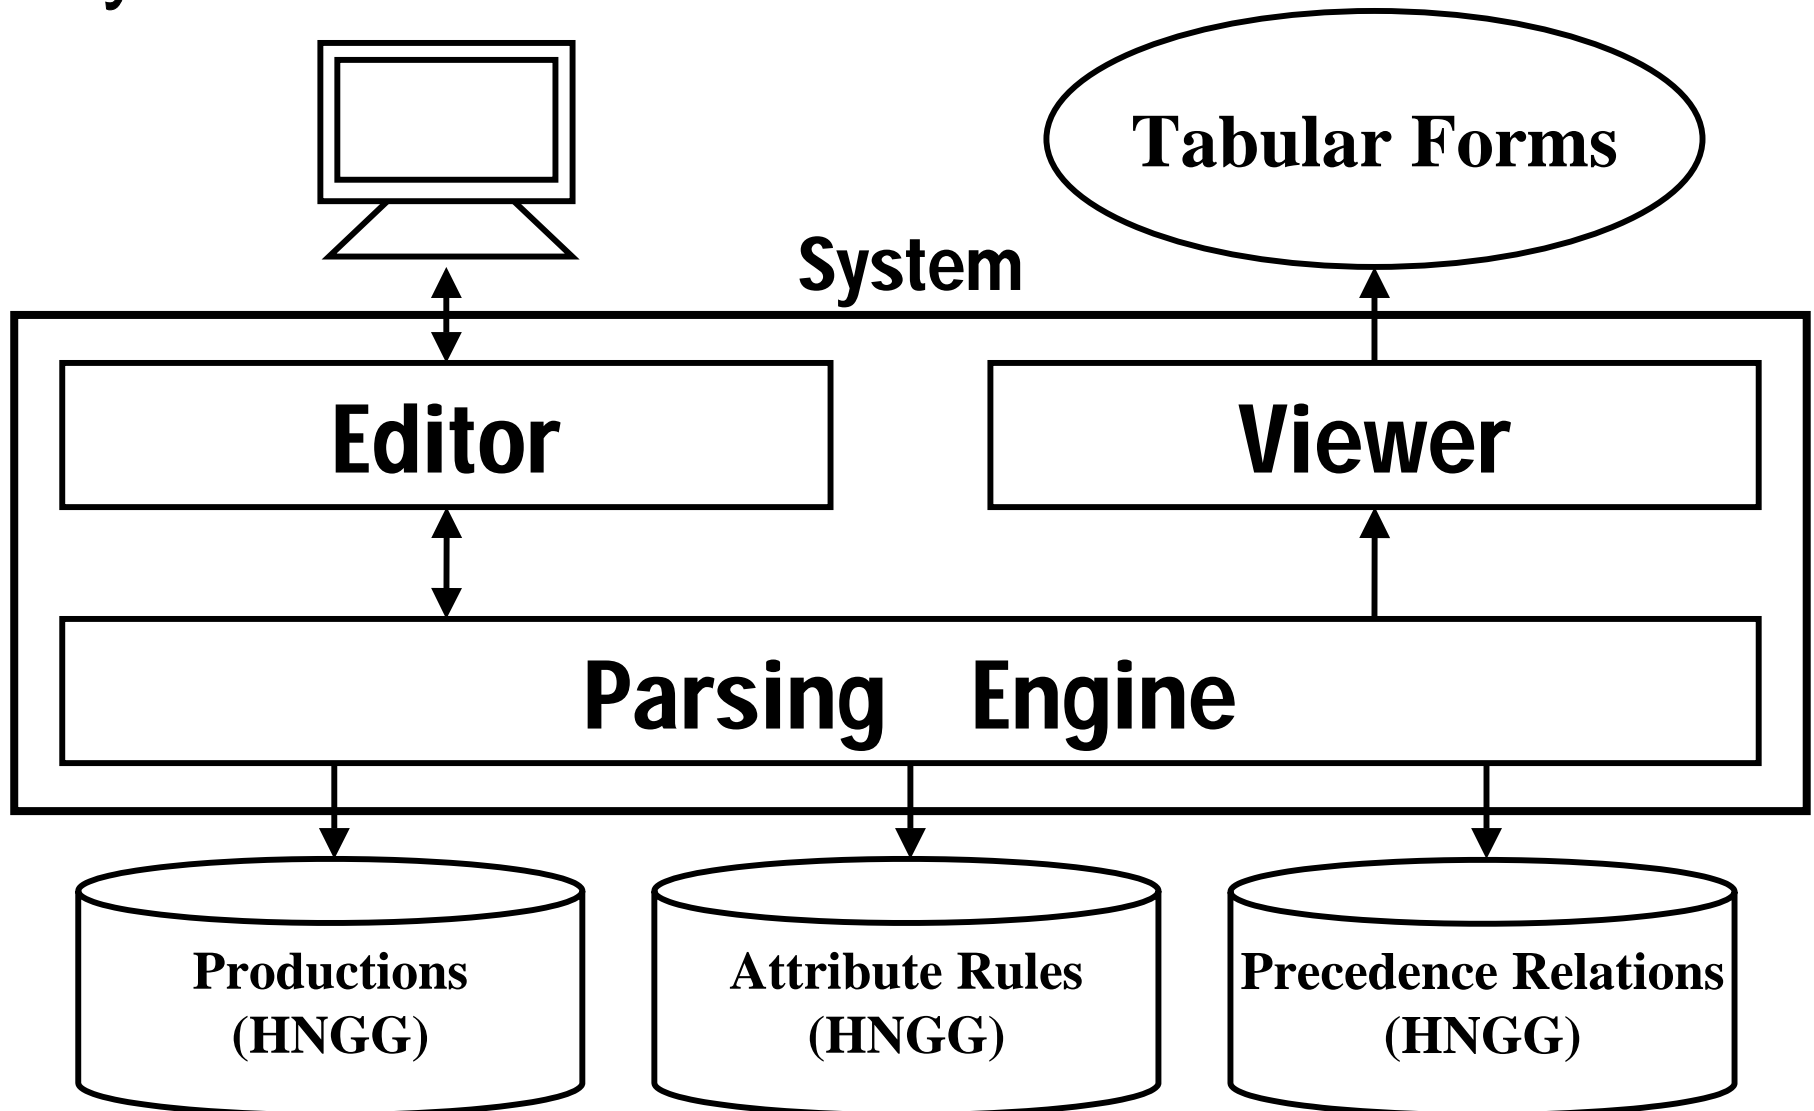 Tabular Forms
System
Editor
Viewer
Parsing Engine
Productions
(HNGG)
Attribute Rules
(HNGG)
Precedence Relations
(HNGG)